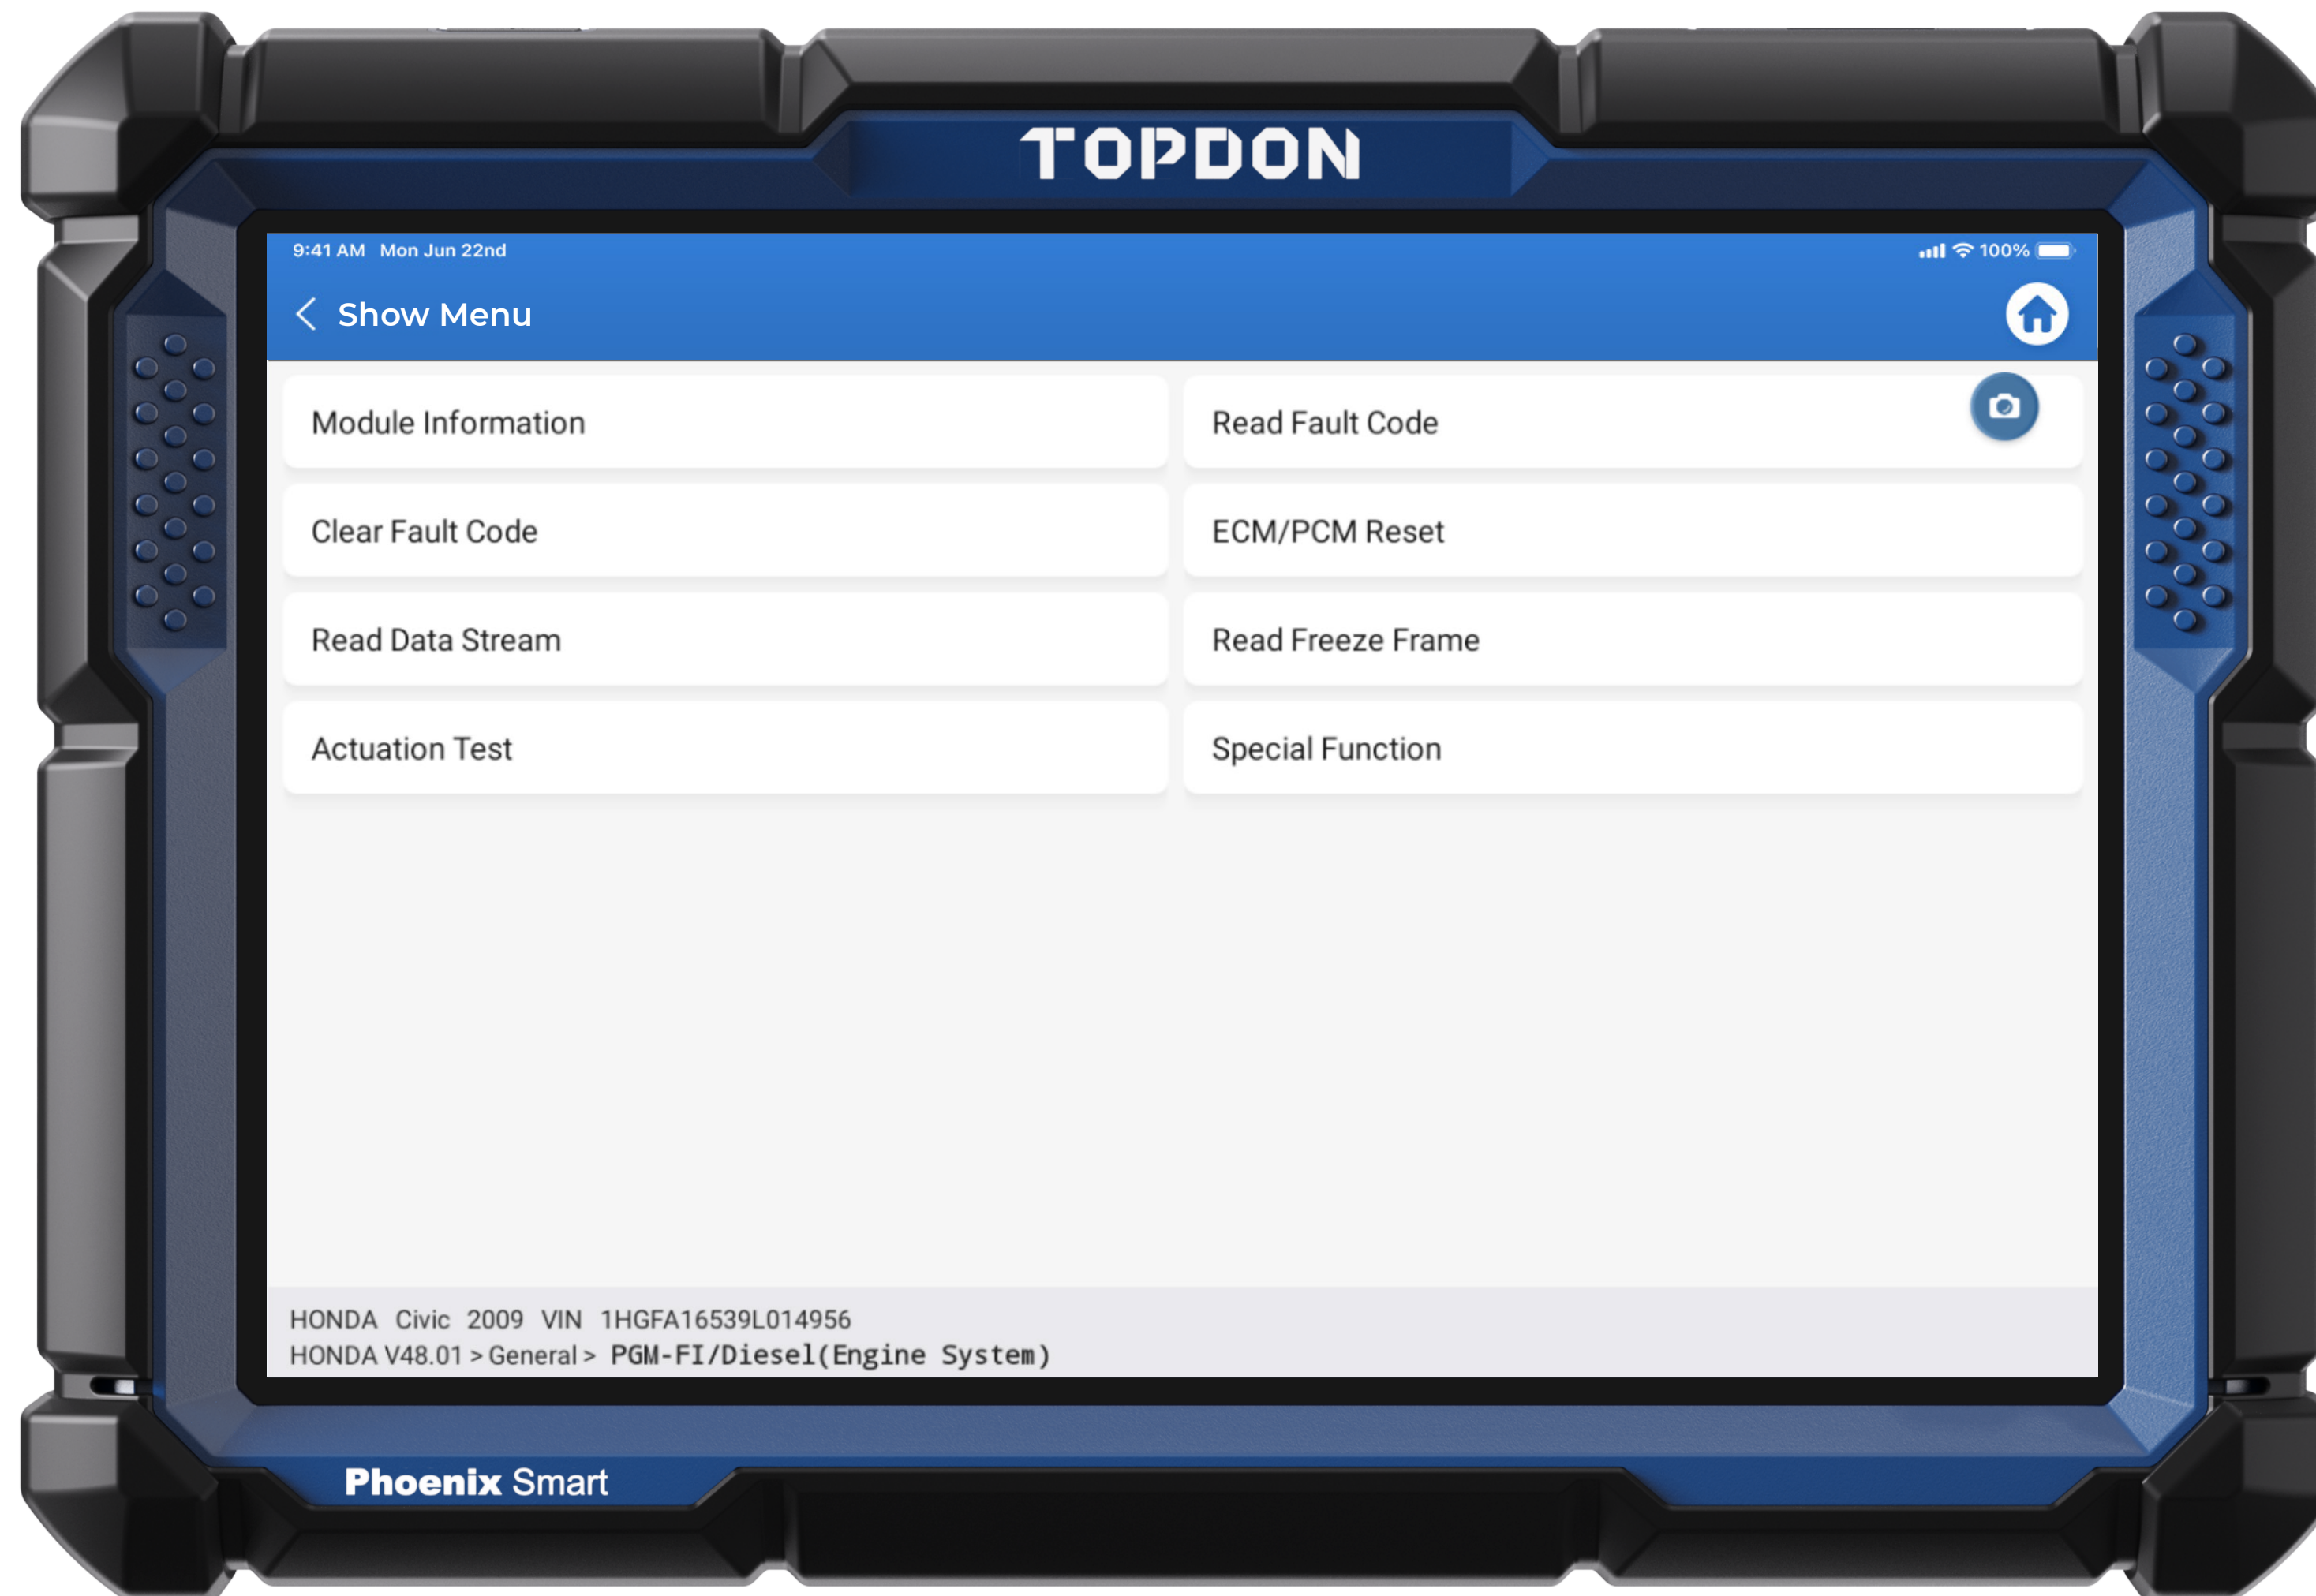 TOPDON
9:41 AM Mon Jun 22nd
100%
Show Menu
Module Information
Read Fault Code
Clear Fault Code
ECM/PCM Reset
Read Data Stream
Read Freeze Frame
Actuation Test
Special Function
HONDA Civic 2009 VIN 1HGFA16539L014956
HONDA V48.01 > General > PGM-FI/Diesel(Engine System)
Phoenix Smart